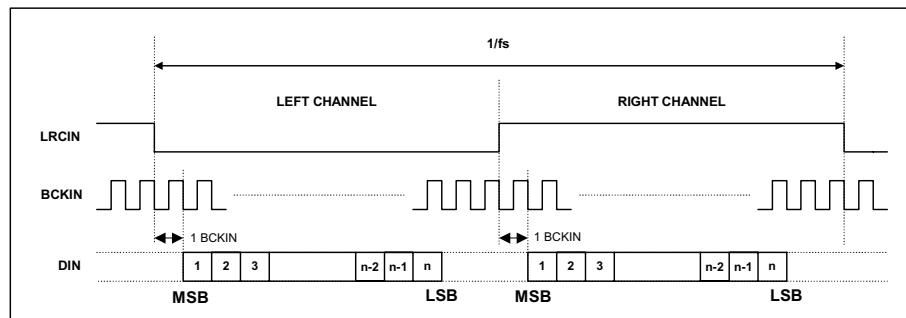 1/fs
LEFT CHANNEL RIGHT CHANNEL
LRCIN
BCKIN
1 BCKIN 1 BCKIN
DIN 1 2 3 n-2 n-1 n 1 2 3 n-2 n-1 n
MSB LSB MSB LSB